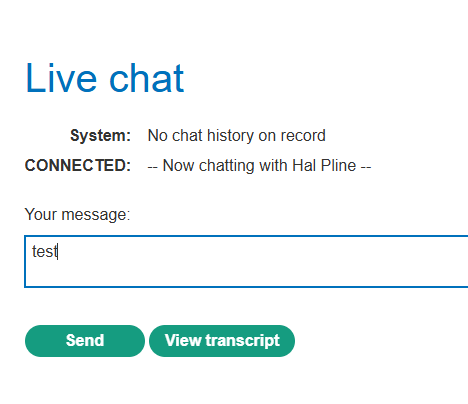 Live chat
System: No chat history on record
CONNECTED: -- Now chatting with Hal Pline --
Your message:
test
Send View transcript